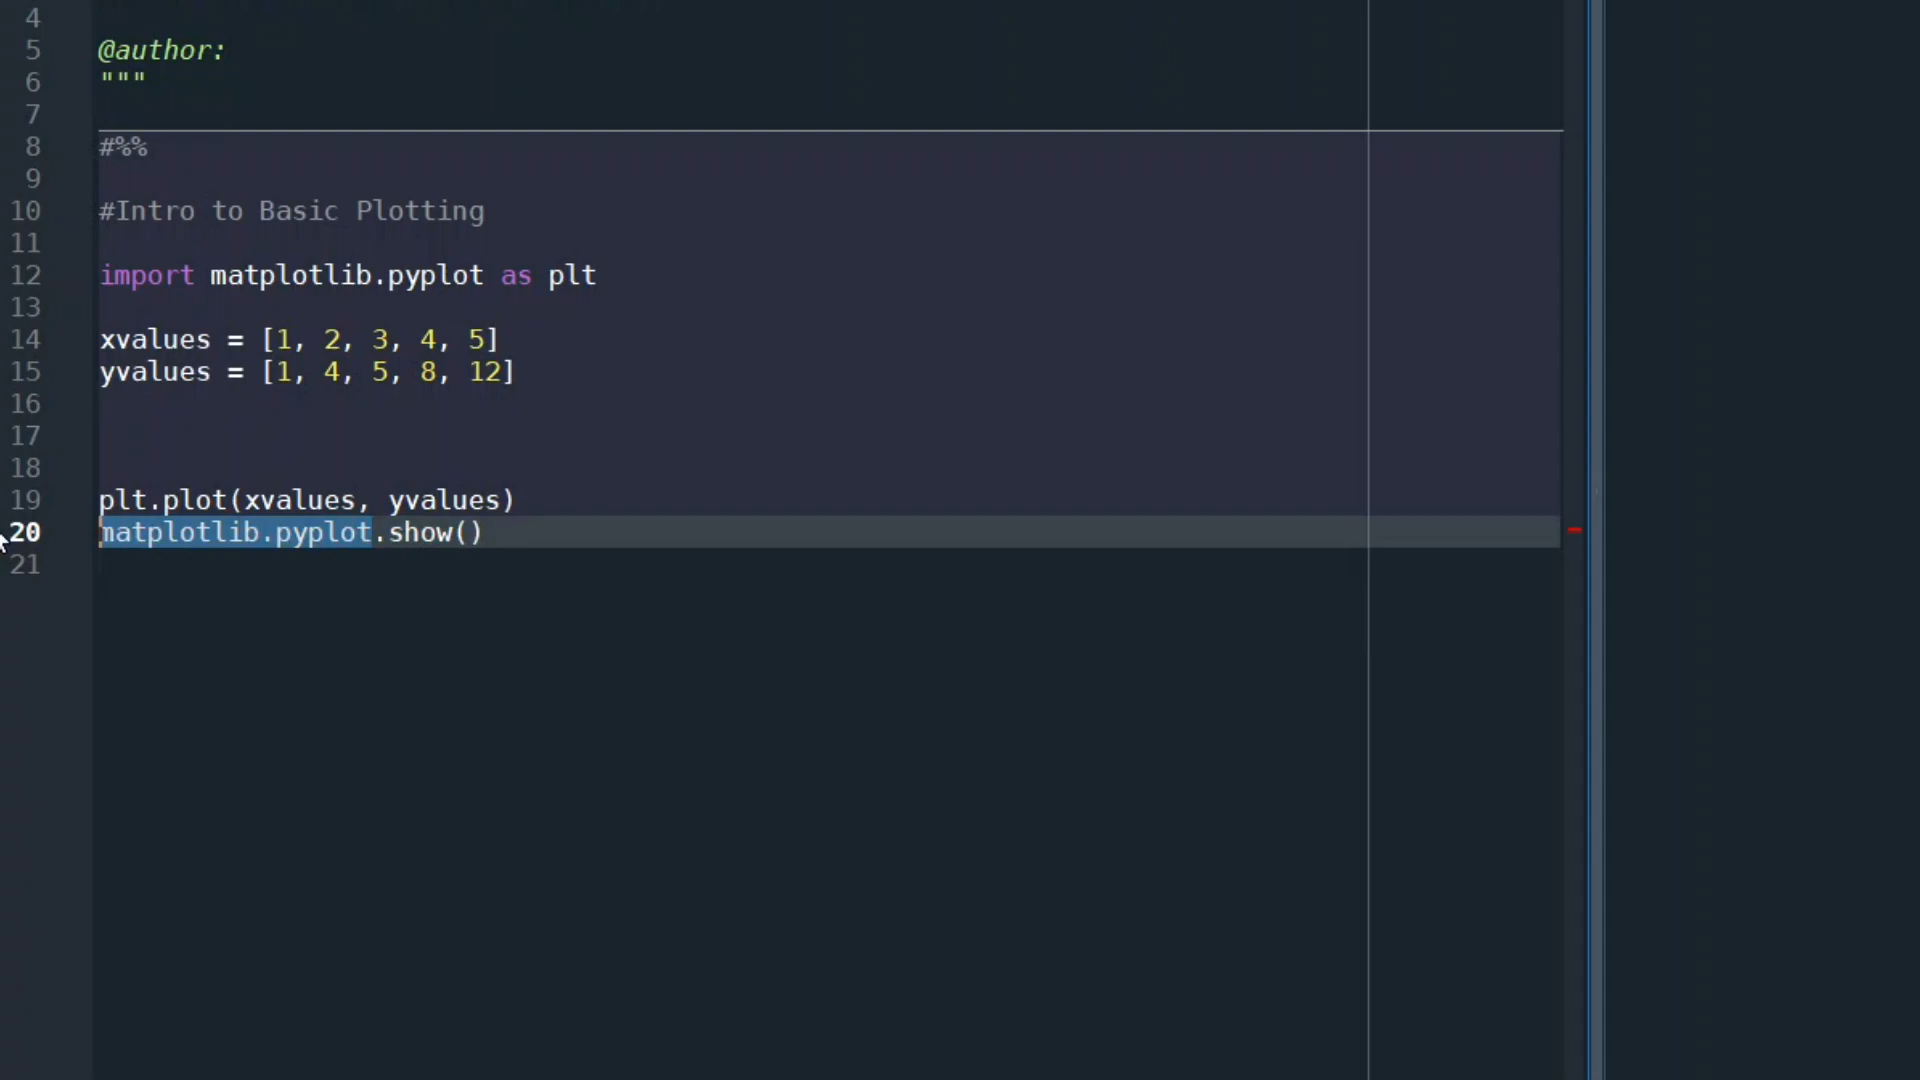 4
5 @author:
6 """
7
8 #%%
9
10 #Intro to Basic Plotting
11
12 import matplotlib.pyplot as plt
13
14 xvalues = [1, 2, 3, 4, 5]
15 yvalues = [1, 4, 5, 8, 12]
16
17
18
19 plt.plot(xvalues, yvalues)
20 matplotlib.pyplot.show()
21